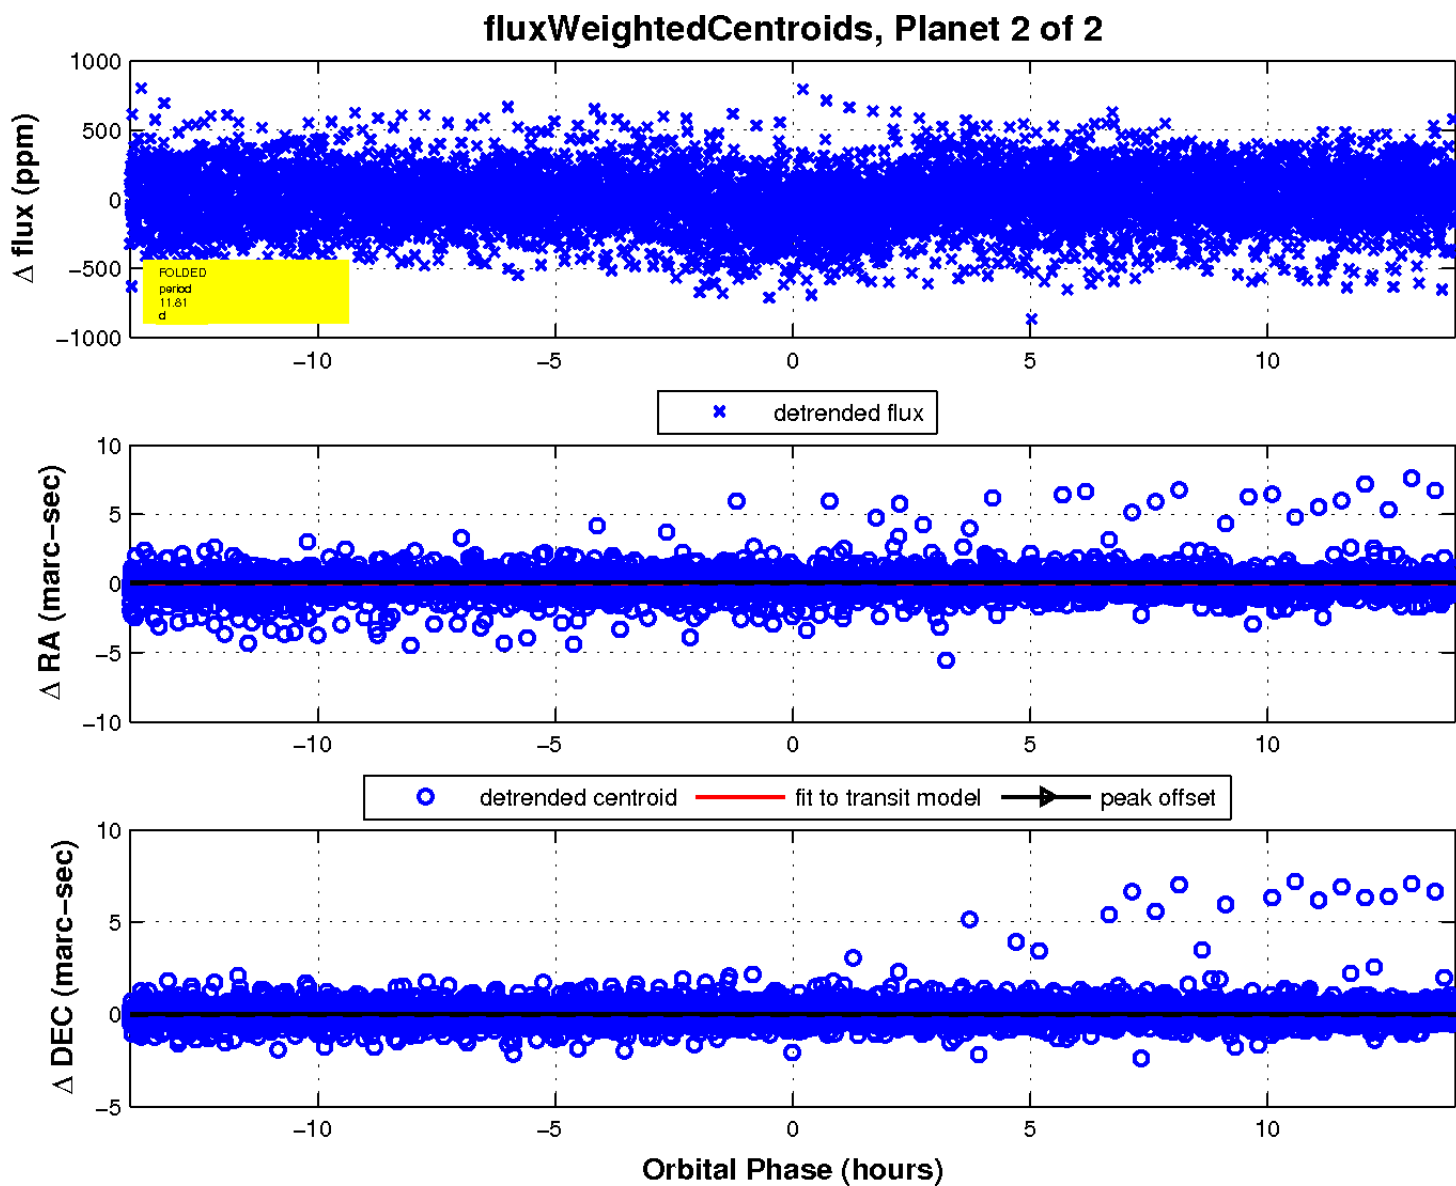 fluxWeightedCentroids, Planet 2 of 2
Δ flux (ppm)
1000
500
0
−500
−1000
FOLDED
period
11.61
d
−10 −5 0 5 10
detrended flux
Δ RA (marc−sec)
10
5
0
−5
−10
−10 −5 0 5 10
detrended centroid fit to transit model peak offset
Δ DEC (marc−sec)
10
5
0
−5
−10 −5 0 5 10
Orbital Phase (hours)